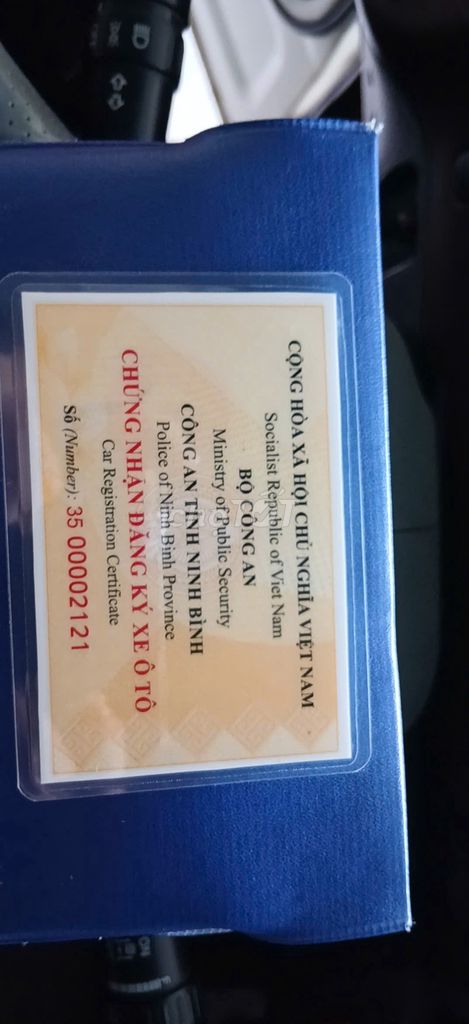 CỘNG HÒA XÃ HỘI CHỦ NGHĨA VIỆT NAM
Socialist Republic of Viet Nam
BỘ CÔNG AN
Ministry of Public Security
CÔNG AN TỈNH NINH BÌNH
Police of Ninh Binh Province
CHỨNG NHẬN ĐĂNG KÝ XE Ô TÔ
Car Registration Certificate
Số (Number): 35 00002121